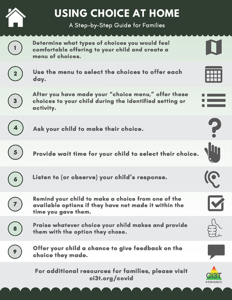 USING CHOICE AT HOME
A Step-by-Step Guide for Families
1
Determine what types of choices you would feel
comfortable offering to your child and create a
menu of choices.
2
Use the menu to select the choices to offer each
day.
3
After you have made your "choice menu," offer these
choices to your child during the identified setting or
activity.
4
Ask your child to make their choice.
5
Provide wait time for your child to select their choice.
6
Listen to (or observe) your child's response.
7
Remind your child to make a choice from one of the
available options if they have not made it within the
time you gave them.
8
Praise whatever choice your child makes and provide
them with the option they chose.
9
Offer your child a chance to give feedback on the
choice they made.
For additional resources for families, please visit
ci3t.org/covid
CI3T